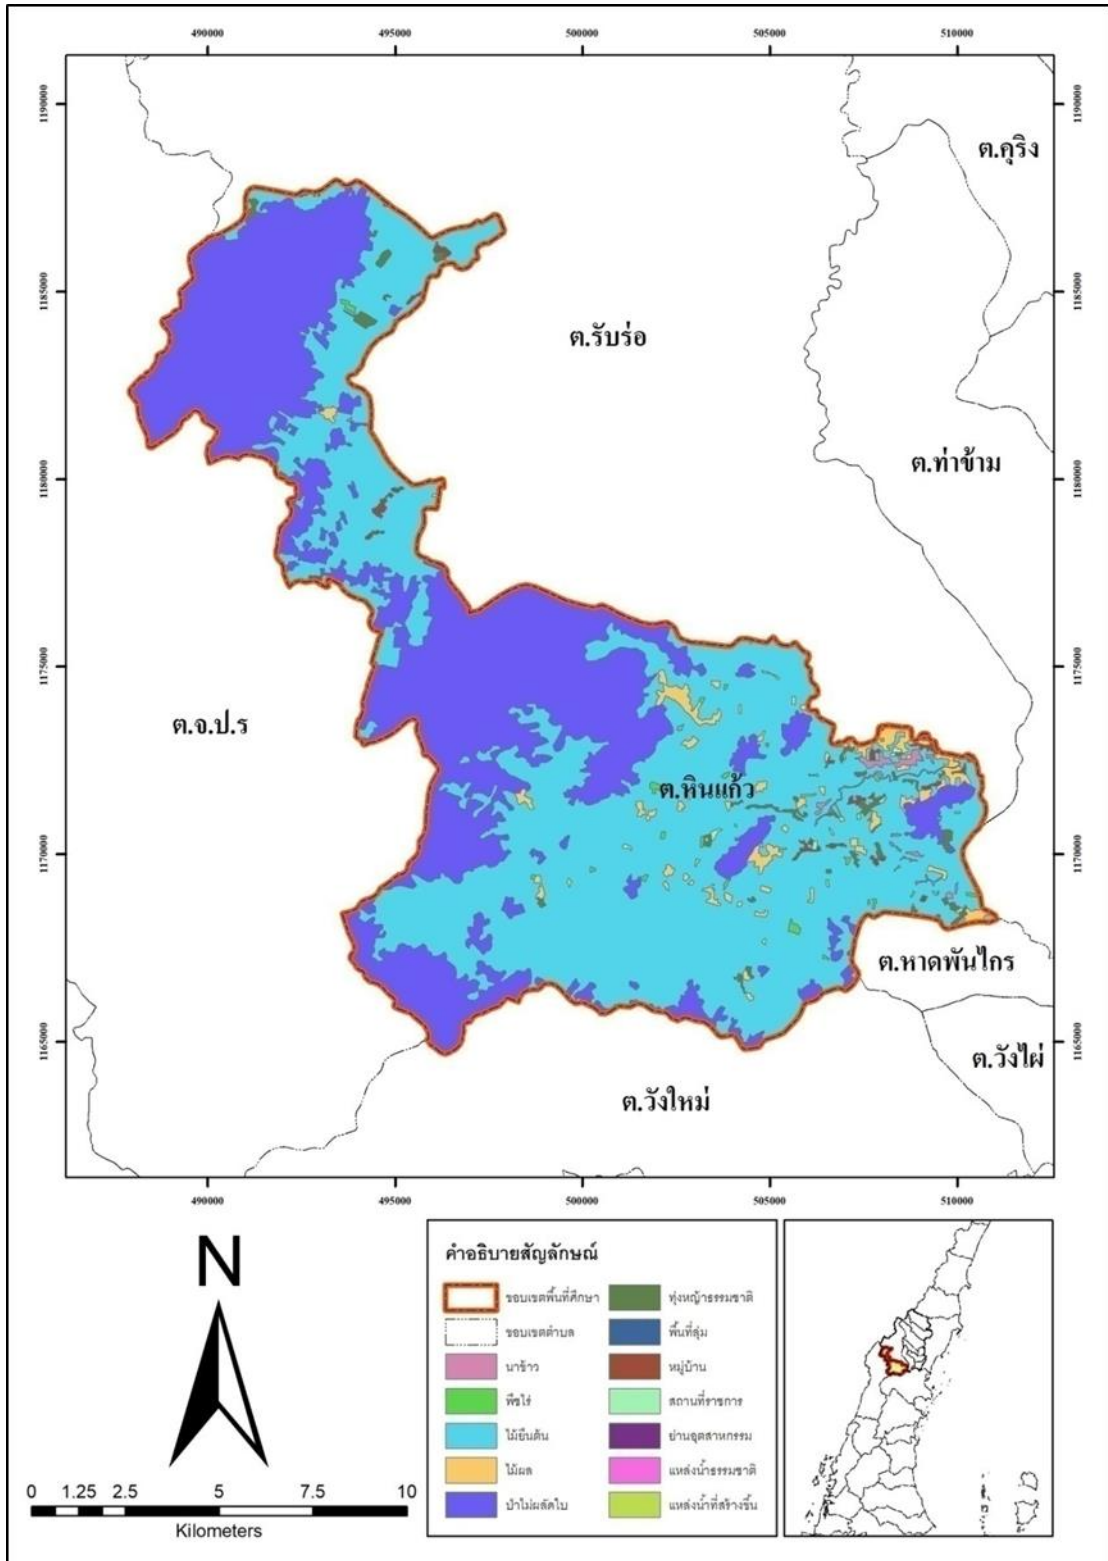 490000 495000 500000 505000 510000
1190000 1190000
ต.คุริง
1185000 1185000
ต.รับร่อ
ต.ท่าข้าม
1180000 1180000
1175000 1175000
ต.จ.ป.ร
ต.หินแก้ว
1170000 1170000
ต.หาดพันไกร
1165000 1165000
ต.วังไผ่
ต.วังใหม่
490000 495000 500000 505000 510000
N
0 1.25 2.5 5 7.5 10
Kilometers
คำอธิบายสัญลักษณ์
ขอบเขตพื้นที่ศึกษา
ขอบเขตตำบล
นาข้าว
พืชไร่
ไม้ยืนต้น
ไม้ผล
ป่าไม่ผลัดใบ
ทุ่งหญ้าธรรมชาติ
พื้นที่ลุ่ม
หมู่บ้าน
สถานที่ราชการ
ย่านอุตสาหกรรม
แหล่งน้ำธรรมชาติ
แหล่งน้ำที่สร้างขึ้น